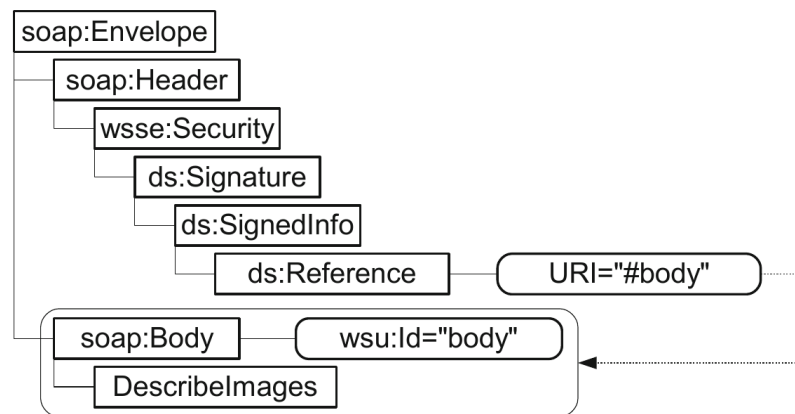 soap:Envelope
soap:Header
wsse:Security
ds:Signature
ds:SignedInfo
ds:Reference URI="#body"
soap:Body wsu:Id="body"
DescribeImages